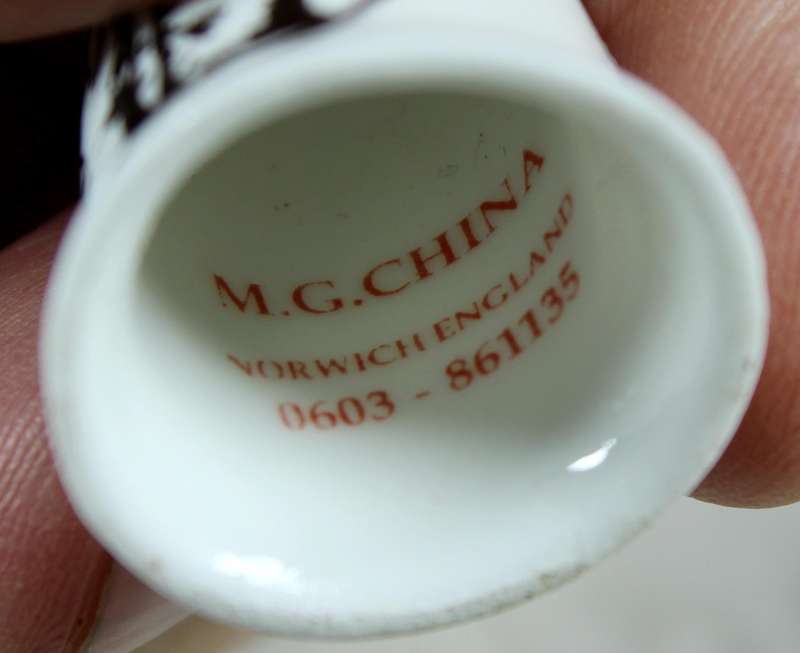 M.G.CHINA
NORWICH ENGLAND
0603 - 861135